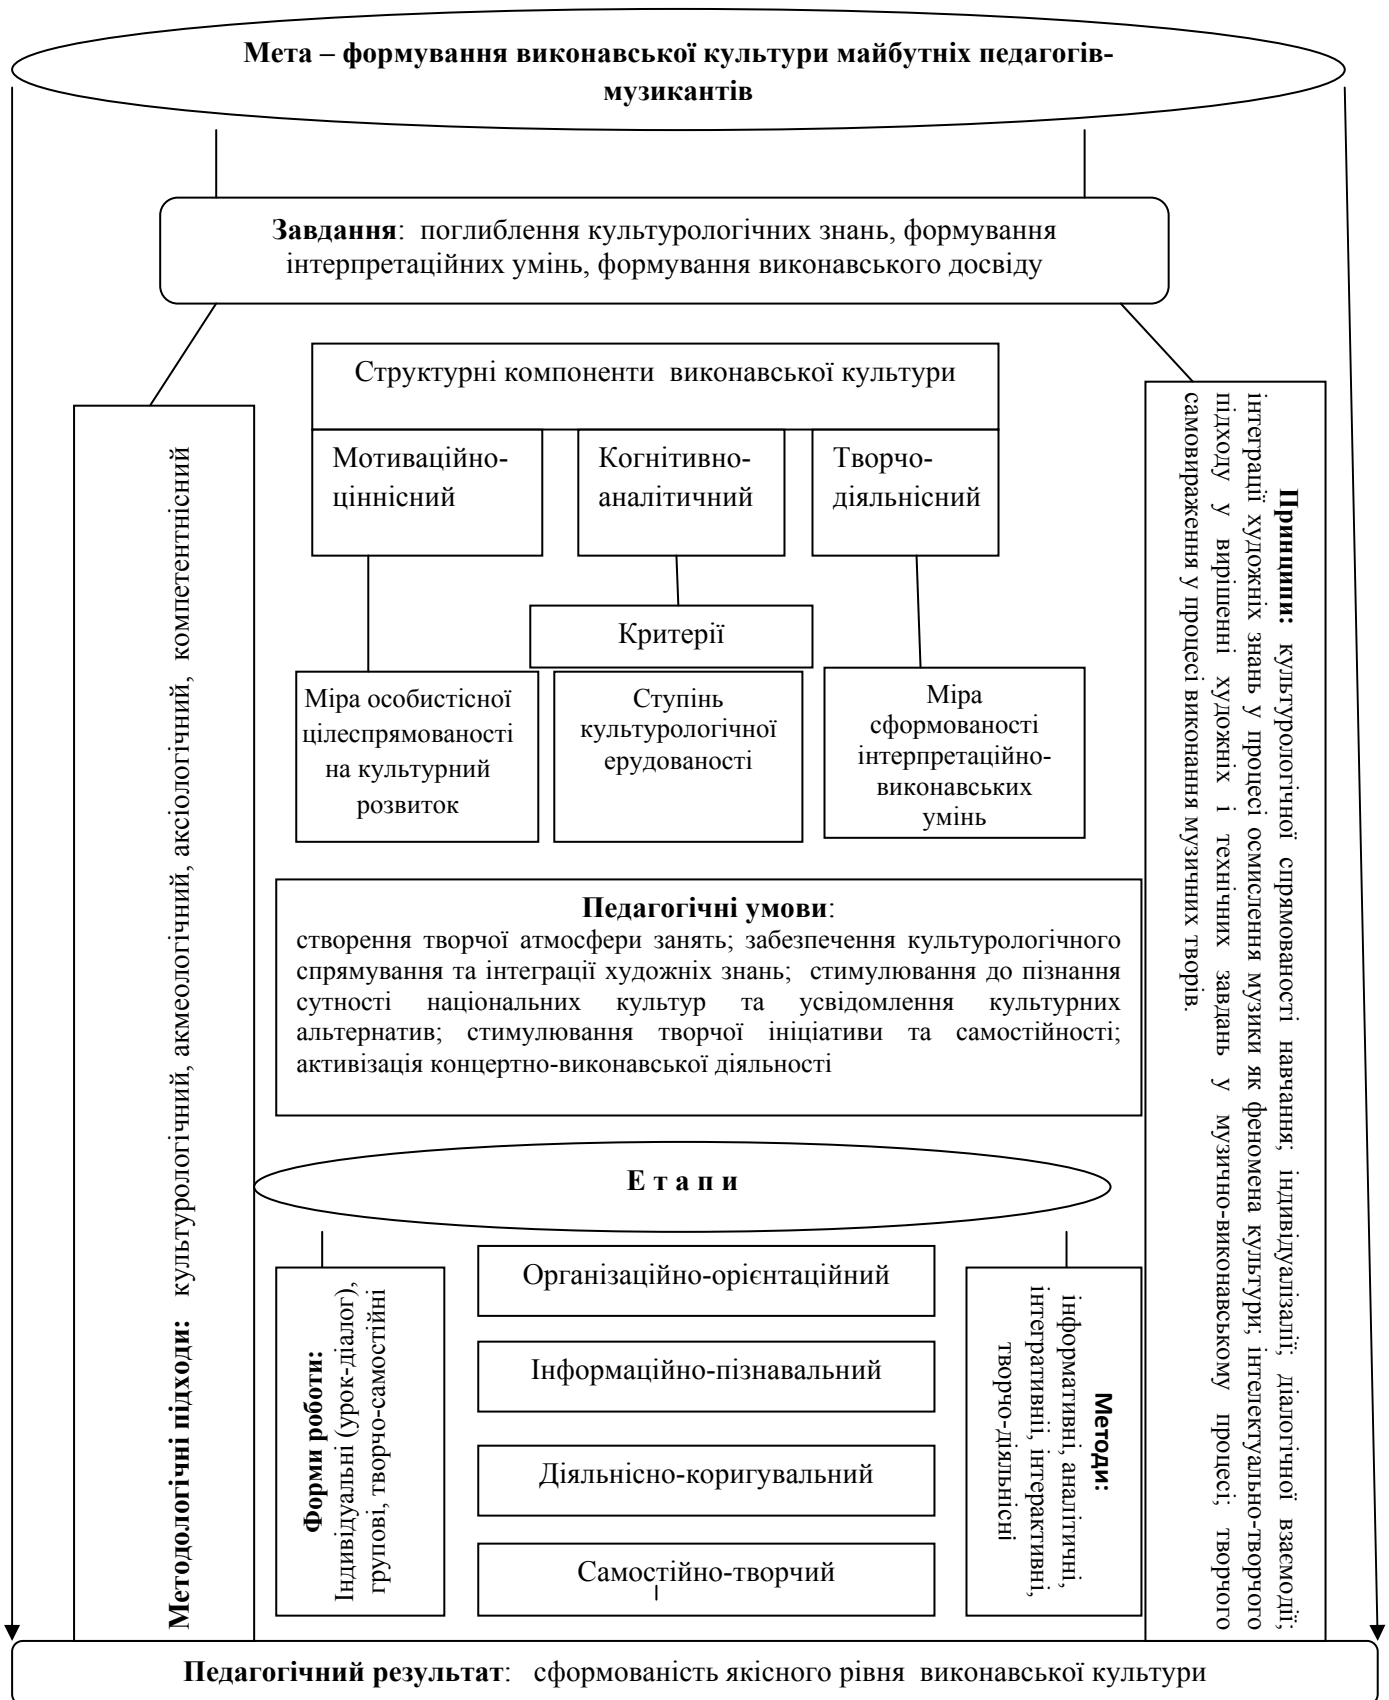 Мета – формування виконавської культури майбутніх педагогів-
музикантів
Завдання: поглиблення культурологічних знань, формування
інтерпретаційних умінь, формування виконавського досвіду
Методологічні підходи: культурологічний, акмеологічний, аксіологічний, компетентнісний
Структурні компоненти виконавської культури
Мотиваційно-
ціннісний
Когнітивно-
аналітичний
Творчо-
діяльнісний
Критерії
Міра особистісної
цілеспрямованості
на культурний
розвиток
Ступінь
культурологічної
ерудованості
Міра
сформованості
інтерпретаційно-
виконавських
умінь
Принципи: культурологічної спрямованості навчання; індивідуалізалії; діалогічної взаємодії;
інтеграції художніх знань у процесі осмислення музики як феномена культури; інтелектуально-творчого
підходу у вирішенні художніх і технічних завдань у музично-виконавському процесі; творчого
самовираження у процесі виконання музичних творів.
Педагогічні умови:
створення творчої атмосфери занять; забезпечення культурологічного
спрямування та інтеграції художніх знань; стимулювання до пізнання
сутності національних культур та усвідомлення культурних
альтернатив; стимулювання творчої ініціативи та самостійності;
активізація концертно-виконавської діяльності
Е т а п и
Форми роботи:
Індивідуальні (урок-діалог),
групові, творчо-самостійні
Організаційно-орієнтаційний
Інформаційно-пізнавальний
Діяльнісно-коригувальний
Самостійно-творчий
Методи:
інформативні, аналітичні,
інтегративнії, інтерактивні,
творчо-діяльнісні
Педагогічний результат: сформованість якісного рівня виконавської культури